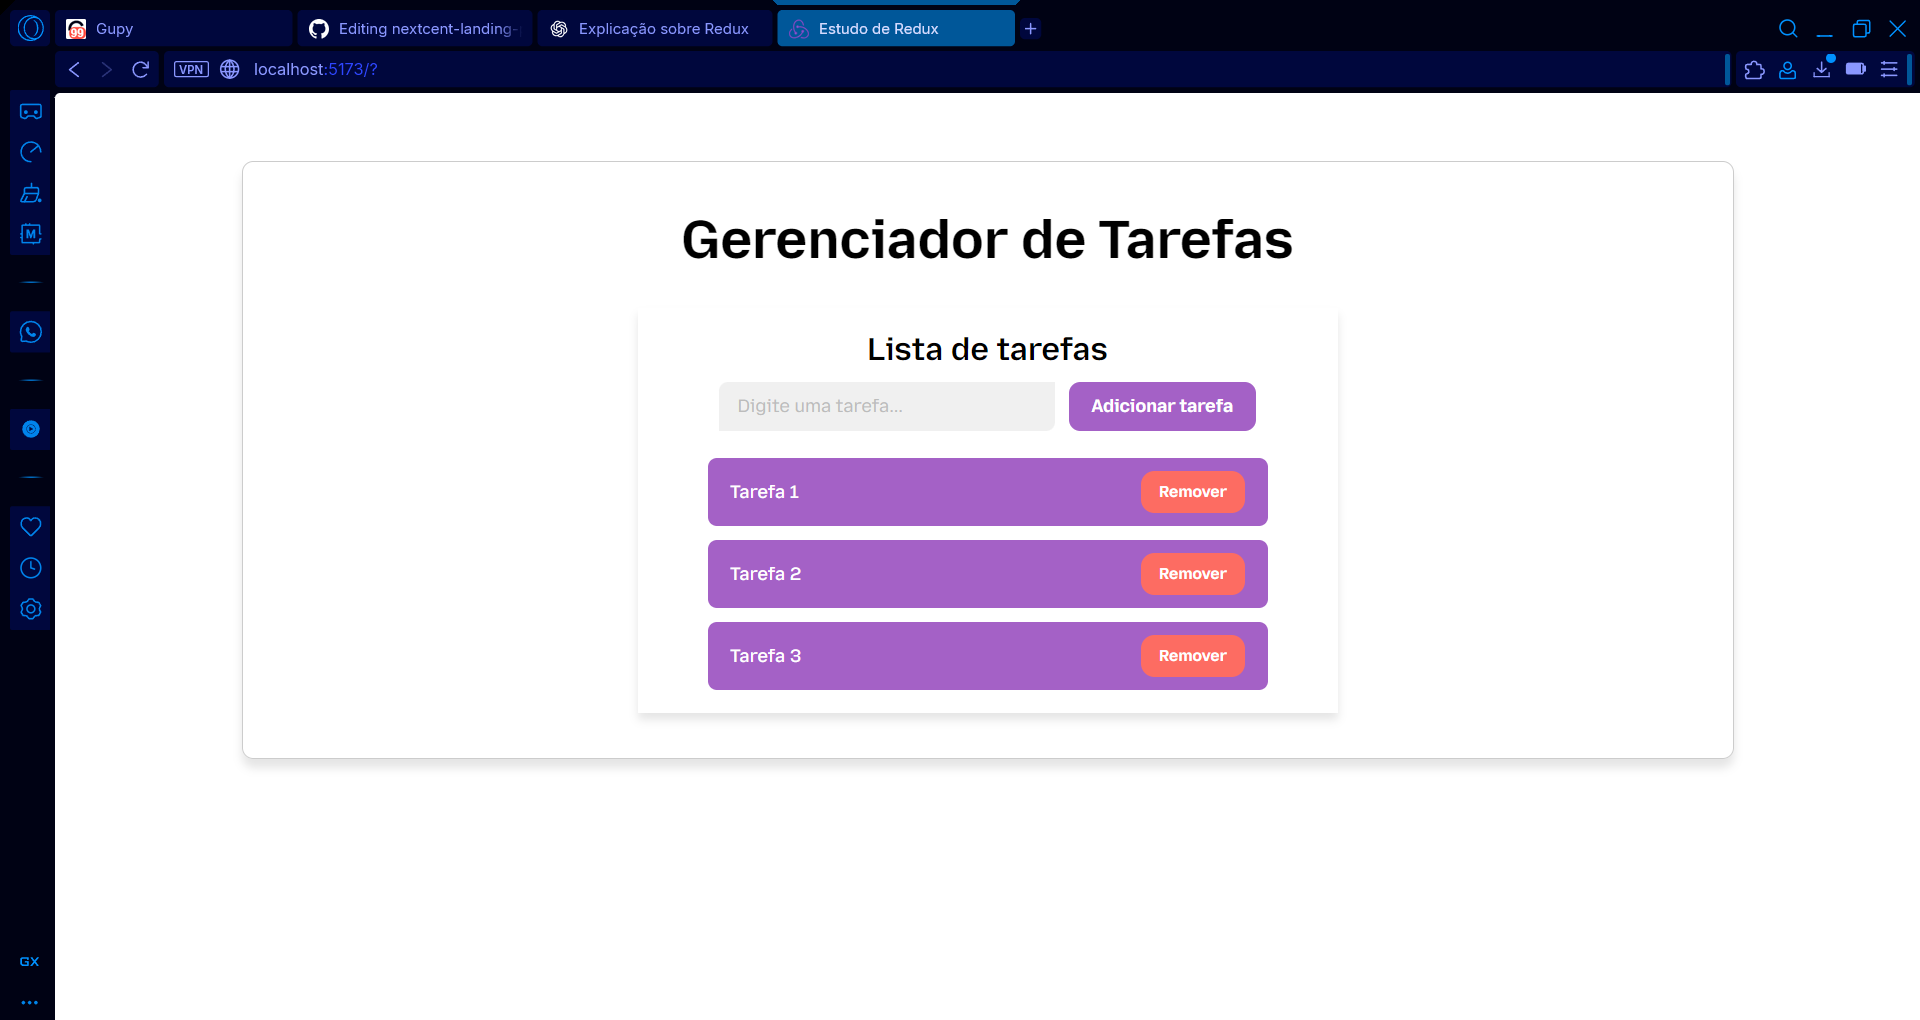 Gupy
Editing nextcent-landing-
Explicação sobre Redux
Estudo de Redux
VPN
localhost:5173/?
M
Gerenciador de Tarefas
Lista de tarefas
Digite uma tarefa...
Adicionar tarefa
Tarefa 1
Remover
Tarefa 2
Remover
Tarefa 3
Remover
GX